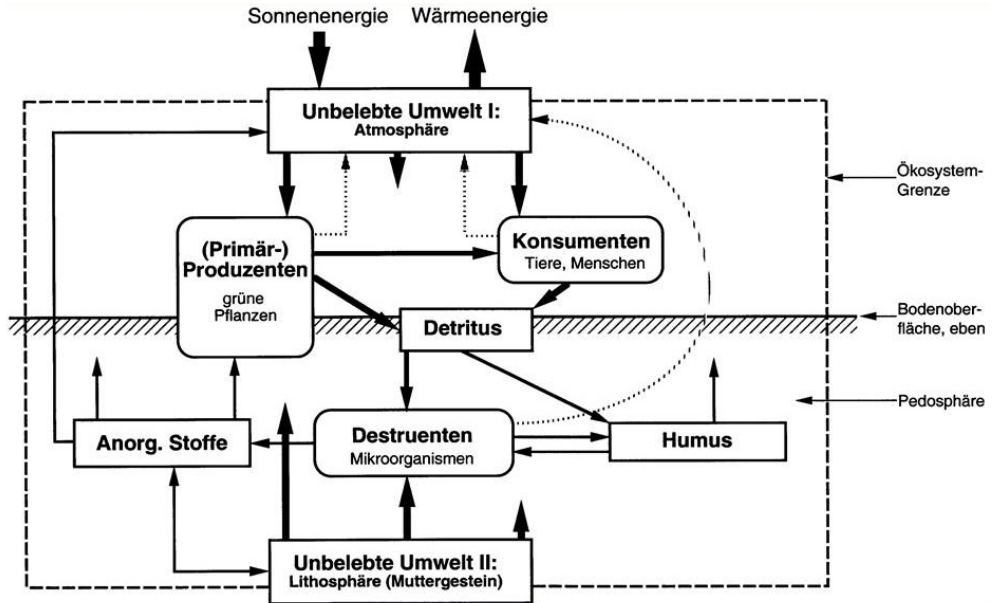 Sonnenenergie
Wärmeenergie
Unbelebte Umwelt I:
Atmosphäre
Ökosystem-
Grenze
(Primär-)
Produzenten
grüne
Pflanzen
Konsumenten
Tiere, Menschen
Detritus
Bodenober-
fläche, eben
Pedosphäre
Anorg. Stoffe
Destruenten
Mikroorganismen
Humus
Unbelebte Umwelt II:
Lithosphäre (Muttergestein)